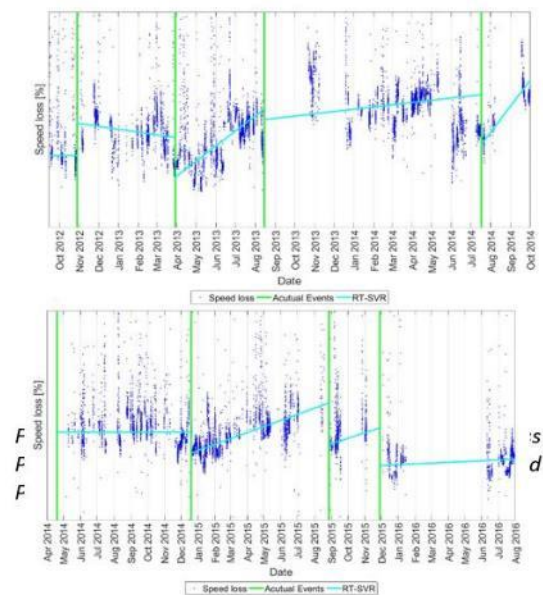 Speed loss [%]
Oct 2012
Nov 2012
Dec 2012
Jan 2013
Feb 2013
Mar 2013
Apr 2013
May 2013
Jun 2013
Jul 2013
Aug 2013
Sep 2013
Oct 2013
Nov 2013
Dec 2013
Jan 2014
Feb 2014
Mar 2014
Apr 2014
May 2014
Jun 2014
Jul 2014
Aug 2014
Sep 2014
Oct 2014
Date
Speed loss Acutual Events RT-SVR
Speed loss [%]
F s
P d
P
Apr 2014
May 2014
Jun 2014
Jul 2014
Aug 2014
Sep 2014
Oct 2014
Nov 2014
Dec 2014
Jan 2015
Feb 2015
Mar 2015
Apr 2015
May 2015
Jun 2015
Jul 2015
Aug 2015
Sep 2015
Oct 2015
Nov 2015
Dec 2015
Jan 2016
Feb 2016
Mar 2016
Apr 2016
May 2016
Jun 2016
Jul 2016
Aug 2016
Date
Speed loss Acutual Events RT-SVR